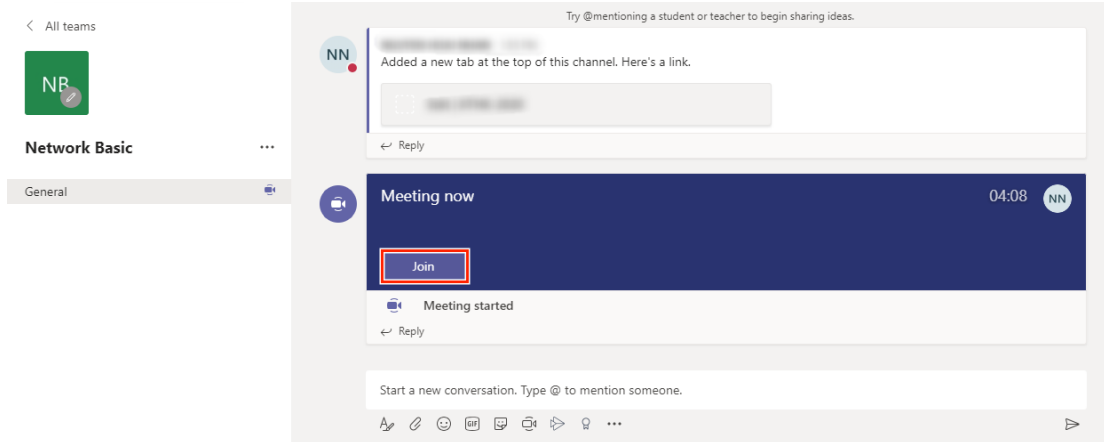 All teams
NB
Network Basic
General
Try @mentioning a student or teacher to begin sharing ideas.
NN
Added a new tab at the top of this channel. Here's a link.
Reply
Meeting now
04:08
NN
Join
Meeting started
Reply
Start a new conversation. Type @ to mention someone.
GIF